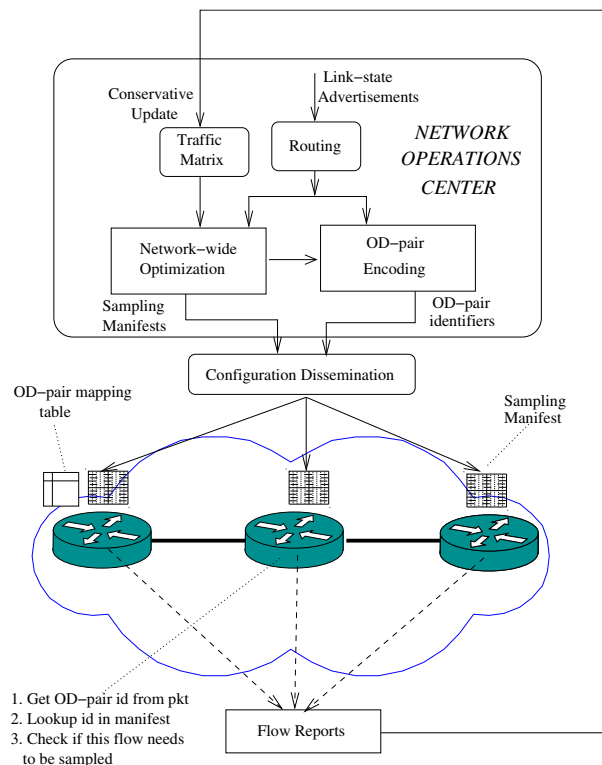 Conservative
Update
Link-state
Advertisements
Traffic
Matrix
Routing
NETWORK
OPERATIONS
CENTER
Network-wide
Optimization
OD-pair
Encoding
Sampling
Manifests
OD-pair
identifiers
Configuration Dissemination
OD-pair mapping
table
Sampling
Manifest
1. Get OD-pair id from pkt
2. Lookup id in manifest
3. Check if this flow needs
to be sampled
Flow Reports